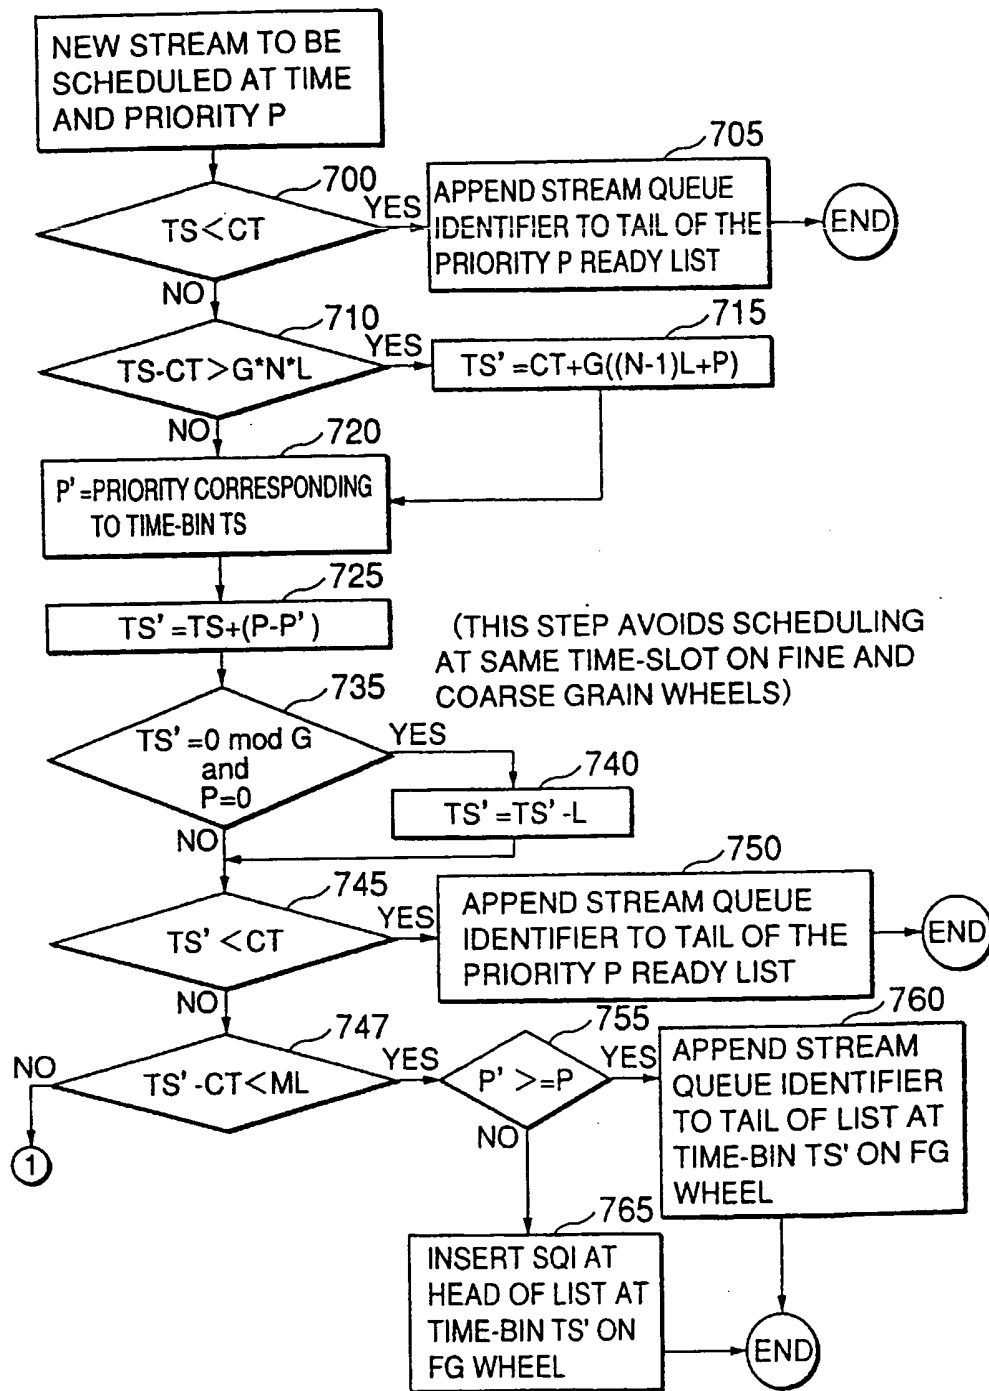 NEW STREAM TO BE
SCHEDULED AT TIME
AND PRIORITY P
700
TS<CT
YES
705
APPEND STREAM QUEUE
IDENTIFIER TO TAIL OF THE
PRIORITY P READY LIST
END
NO
710
TS-CT>G*N*L
YES
715
TS'=CT+G((N-1)L+P)
NO
720
P'=PRIORITY CORRESPONDING
TO TIME-BIN TS
725
TS'=TS+(P-P')
(THIS STEP AVOIDS SCHEDULING
AT SAME TIME-SLOT ON FINE AND
COARSE GRAIN WHEELS)
735
TS'=0 mod G
and
P=0
YES
740
TS'=TS'-L
NO
745
TS'<CT
YES
750
APPEND STREAM QUEUE
IDENTIFIER TO TAIL OF THE
PRIORITY P READY LIST
END
NO
747
NO
TS'-CT<ML
YES
1
755
P'>=P
YES
760
APPEND STREAM
QUEUE IDENTIFIER
TO TAIL OF LIST AT
TIME-BIN TS' ON FG
WHEEL
NO
765
INSERT SQI AT
HEAD OF LIST AT
TIME-BIN TS' ON
FG WHEEL
END